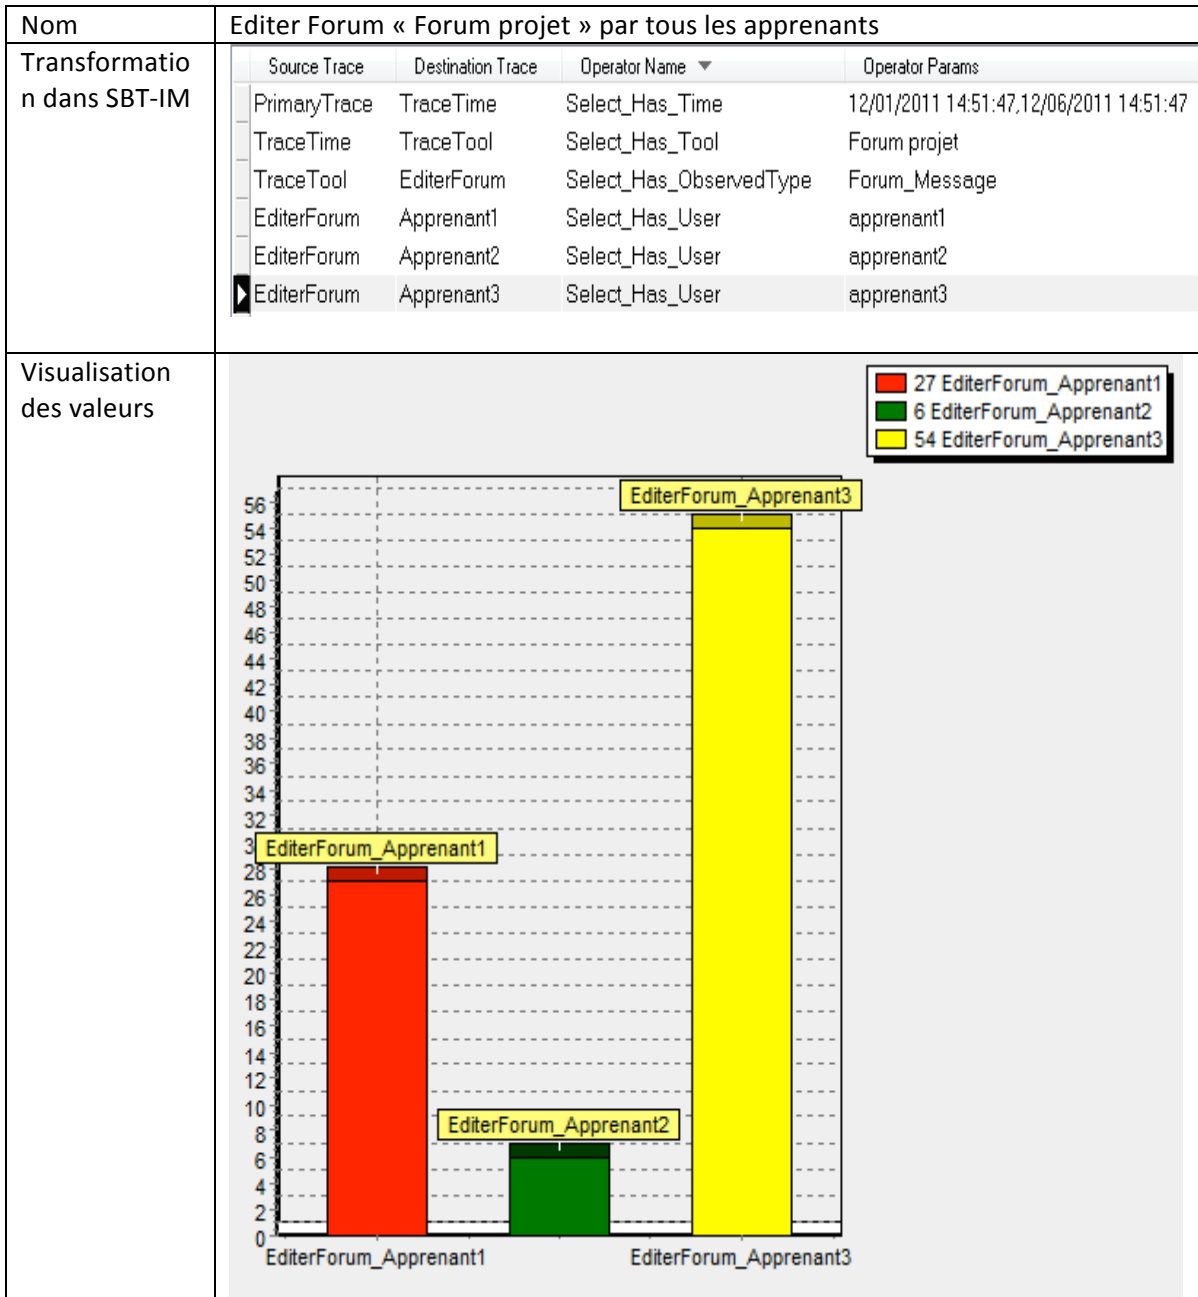 Nom
Editer Forum « Forum projet » par tous les apprenants
Transformatio
n dans SBT-IM
Source Trace Destination Trace Operator Name Operator Params
PrimaryTrace TraceTime Select_Has_Time 12/01/2011 14:51:47,12/06/2011 14:51:47
TraceTime TraceTool Select_Has_Tool Forum projet
TraceTool EditerForum Select_Has_ObservedType Forum_Message
EditerForum Apprenant1 Select_Has_User apprenant1
EditerForum Apprenant2 Select_Has_User apprenant2
EditerForum Apprenant3 Select_Has_User apprenant3
Visualisation
des valeurs
27 EditerForum_Apprenant1
6 EditerForum_Apprenant2
54 EditerForum_Apprenant3
EditerForum_Apprenant3
56
54
52
50
48
46
44
42
40
38
36
34
32
3 EditerForum_Apprenant1
28
26
24
22
20
18
16
14
12
10
EditerForum_Apprenant2
8
6
4
2
0
EditerForum_Apprenant1 EditerForum_Apprenant3